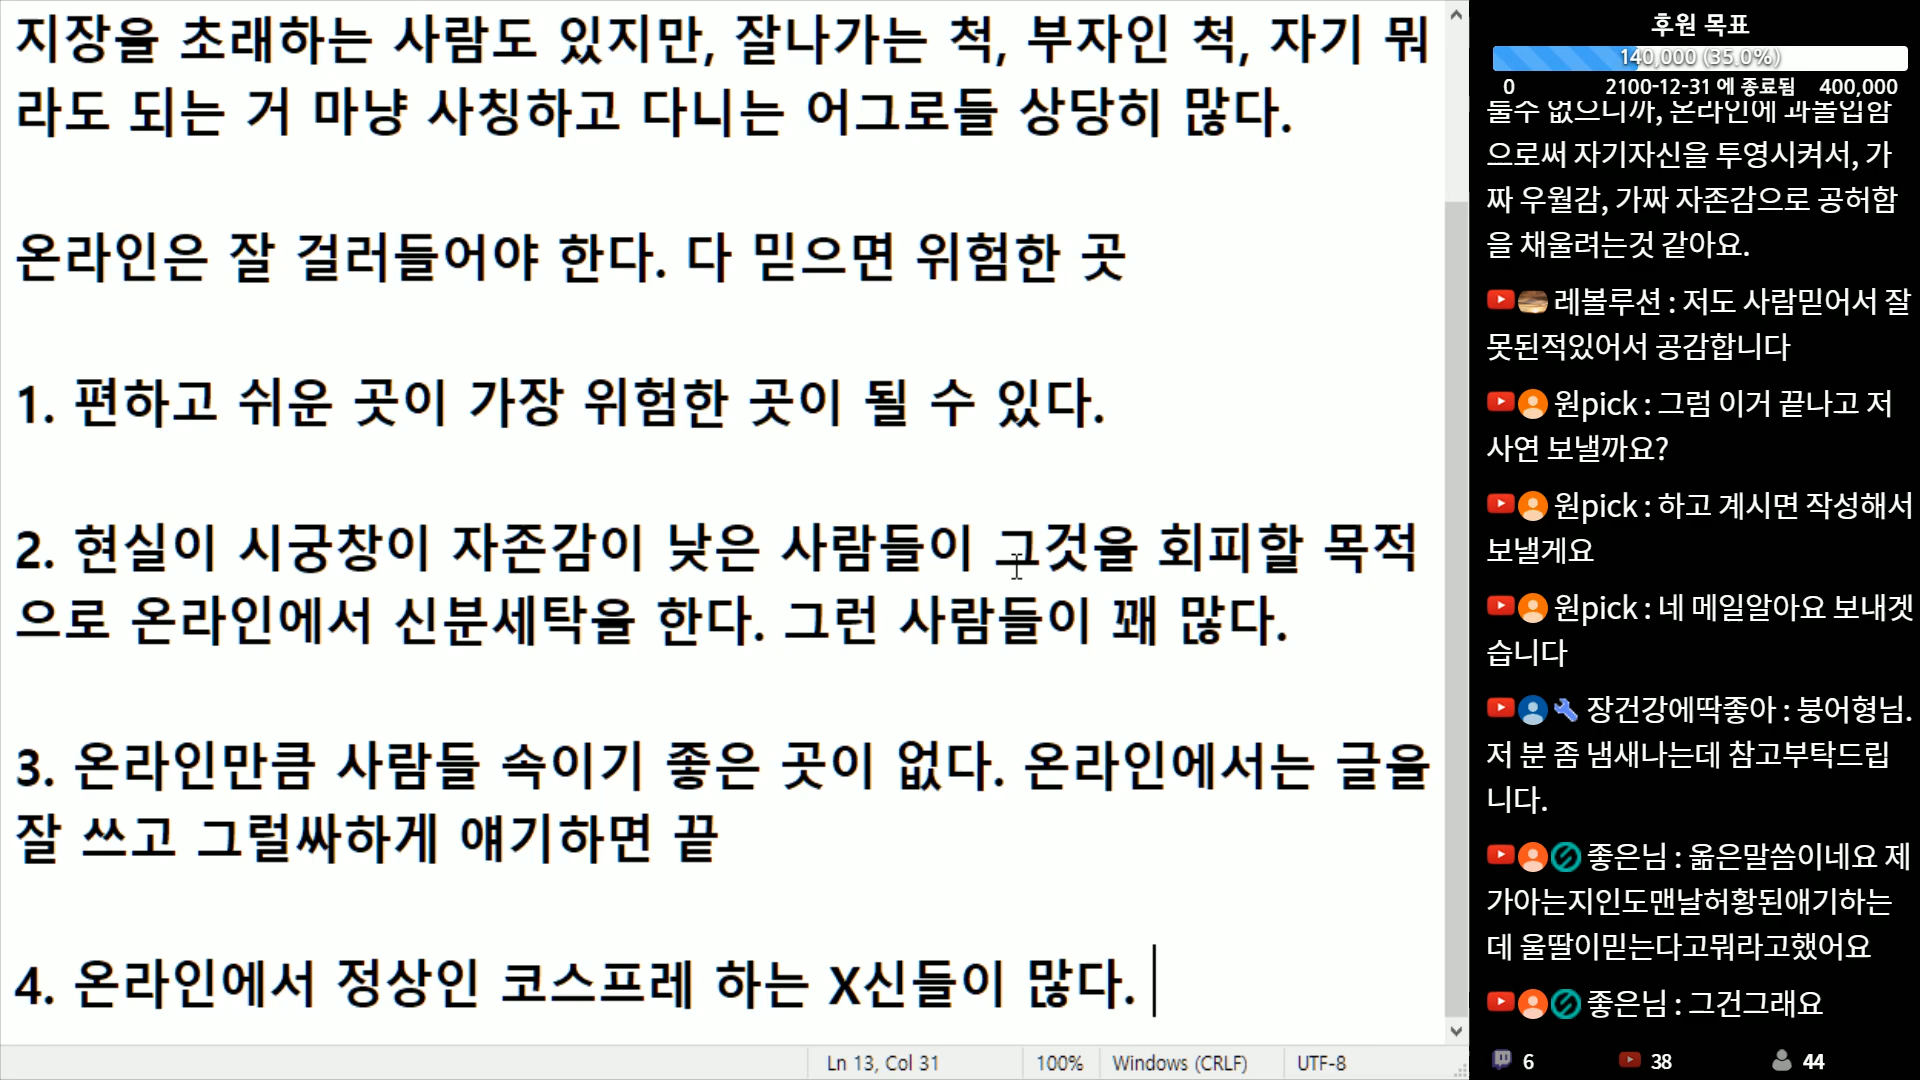 지장을 초래하는 사람도 있지만, 잘나가는 척, 부자인 척, 자기 뭐
라도 되는 거 마냥 사칭하고 다니는 어그로들 상당히 많다.
온라인은 잘 걸러들어야 한다. 다 믿으면 위험한 곳
1. 편하고 쉬운 곳이 가장 위험한 곳이 될 수 있다.
2. 현실이 시궁창이 자존감이 낮은 사람들이 그것을 회피할 목적
으로 온라인에서 신분세탁을 한다. 그런 사람들이 꽤 많다.
3. 온라인만큼 사람들 속이기 좋은 곳이 없다. 온라인에서는 글을
잘 쓰고 그럴싸하게 얘기하면 끝
4. 온라인에서 정상인 코스프레 하는 X신들이 많다.
Ln 13, Col 31
100%
Windows (CRLF)
UTF-8
후원 목표
140,000 (35.0%)
0 2100-12-31 에 종료됨 400,000
둘수 없으니까, 온라인에 과몰입함
으로써 자기자신을 투영시켜서, 가
짜 우월감, 가짜 자존감으로 공허함
을 채울려는것 같아요.
레볼루션 : 저도 사람믿어서 잘
못된적있어서 공감합니다
원pick : 그럼 이거 끝나고 저
사연 보낼까요?
원pick : 하고 계시면 작성해서
보낼게요
원pick : 네 메일알아요 보내겟
습니다
장건강에딱좋아 : 붕어형님.
저 분 좀 냄새나는데 참고부탁드립
니다.
좋은님 : 옳은말씀이네요 제
가아는지인도맨날허황된애기하는
데 울딸이믿는다고뭐라고했어요
좋은님 : 그건그래요
6 38 44